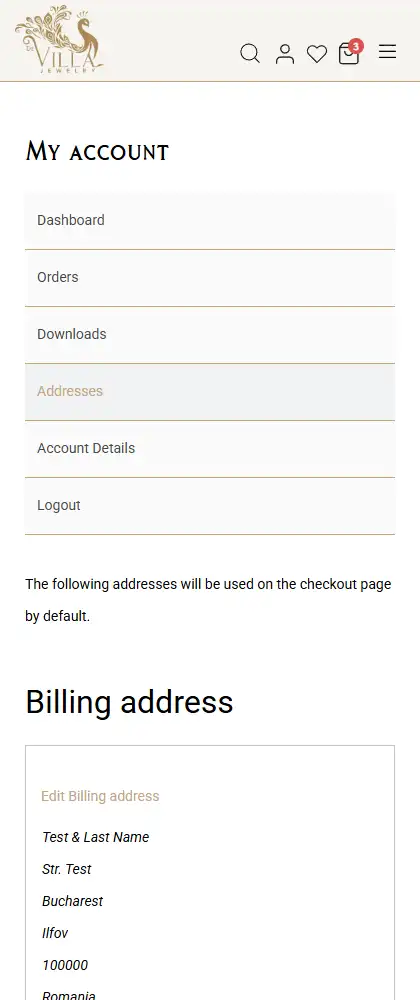 De
VILLA
JEWELRY
3
My account
Dashboard
Orders
Downloads
Addresses
Account Details
Logout
The following addresses will be used on the checkout page
by default.
Billing address
Edit Billing address
Test & Last Name
Str. Test
Bucharest
Ilfov
100000
Romania